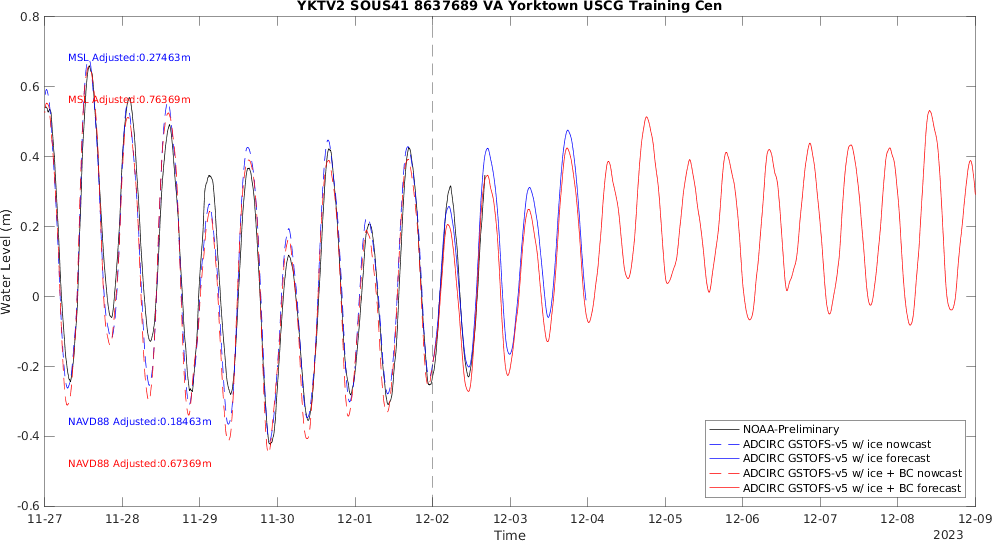 YKTV2 SOUS41 8637689 VA Yorktown USCG Training Cen
0.8
0.6
0.4
0.2
0
-0.2
-0.4
-0.6
Water Level (m)
MSL Adjusted:0.27463m
MSL Adjusted:0.76369m
NAVD88 Adjusted:0.18463m
NAVD88 Adjusted:0.67369m
NOAA-Preliminary
ADCIRC GSTOFS-v5 w/ ice nowcast
ADCIRC GSTOFS-v5 w/ ice forecast
ADCIRC GSTOFS-v5 w/ ice + BC nowcast
ADCIRC GSTOFS-v5 w/ ice + BC forecast
11-27 11-28 11-29 11-30 12-01 12-02 12-03 12-04 12-05 12-06 12-07 12-08 12-09
Time
2023